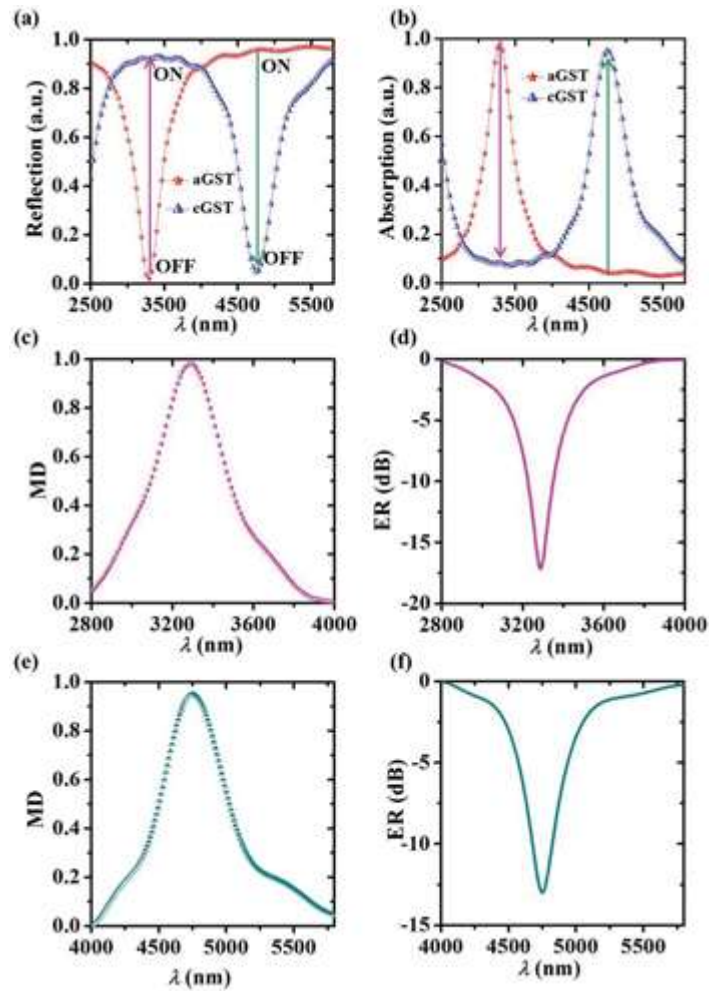 (a)
(b)
1.0
0.8
0.6
0.4
0.2
0.0
Reflection (a.u.)
ON
ON
aGST
cGST
OFF
OFF
2500 3500 4500 5500
λ (nm)
1.0
0.8
0.6
0.4
0.2
0.0
Absorption (a.u.)
aGST
cGST
2500 3500 4500 5500
λ (nm)
(c)
(d)
1.0
0.8
0.6
0.4
0.2
0.0
MD
2800 3200 3600 4000
λ (nm)
0
-5
-10
-15
-20
ER (dB)
2800 3200 3600 4000
λ (nm)
(e)
(f)
1.0
0.8
0.6
0.4
0.2
0.0
MD
4000 4500 5000 5500
λ (nm)
0
-5
-10
-15
ER (dB)
4000 4500 5000 5500
λ (nm)